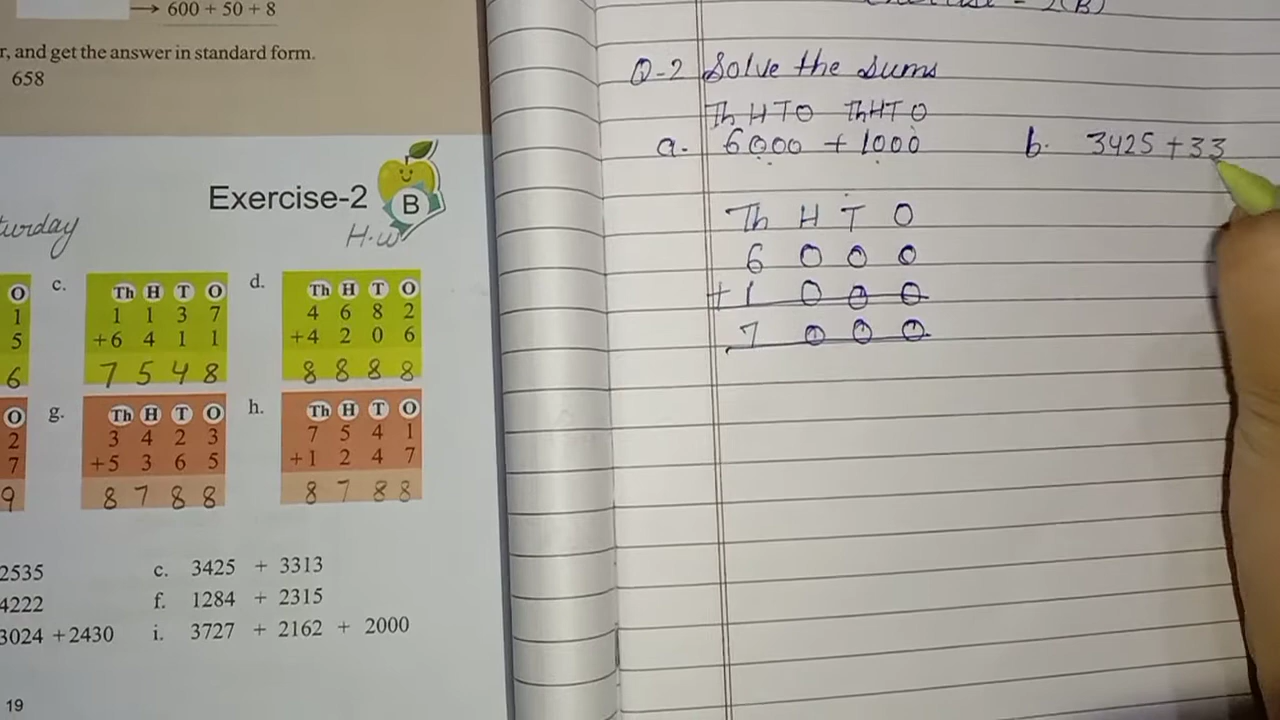 → 600 + 50 + 8
r, and get the answer in standard form.
658
Exercise-2 B
turday
H.w
O
1
5
6
c. Th H T O
1 1 3 7
+6 4 1 1
7 5 4 8
d. Th H T O
4 6 8 2
+4 2 0 6
8 8 8 8
O
2
7
9
g. Th H T O
3 4 2 3
+5 3 6 5
8 7 8 8
h. Th H T O
7 5 4 1
+1 2 4 7
8 7 8 8
2535 c. 3425 + 3313
4222 f. 1284 + 2315
3024 +2430 i. 3727 + 2162 + 2000
19
2(B)
Q-2 Solve the sums
Th H T O Th H T O
a. 6000 + 1000 b. 3425 + 33
Th H T O
6 0 0 0
+ 1 0 0 0
7 0 0 0